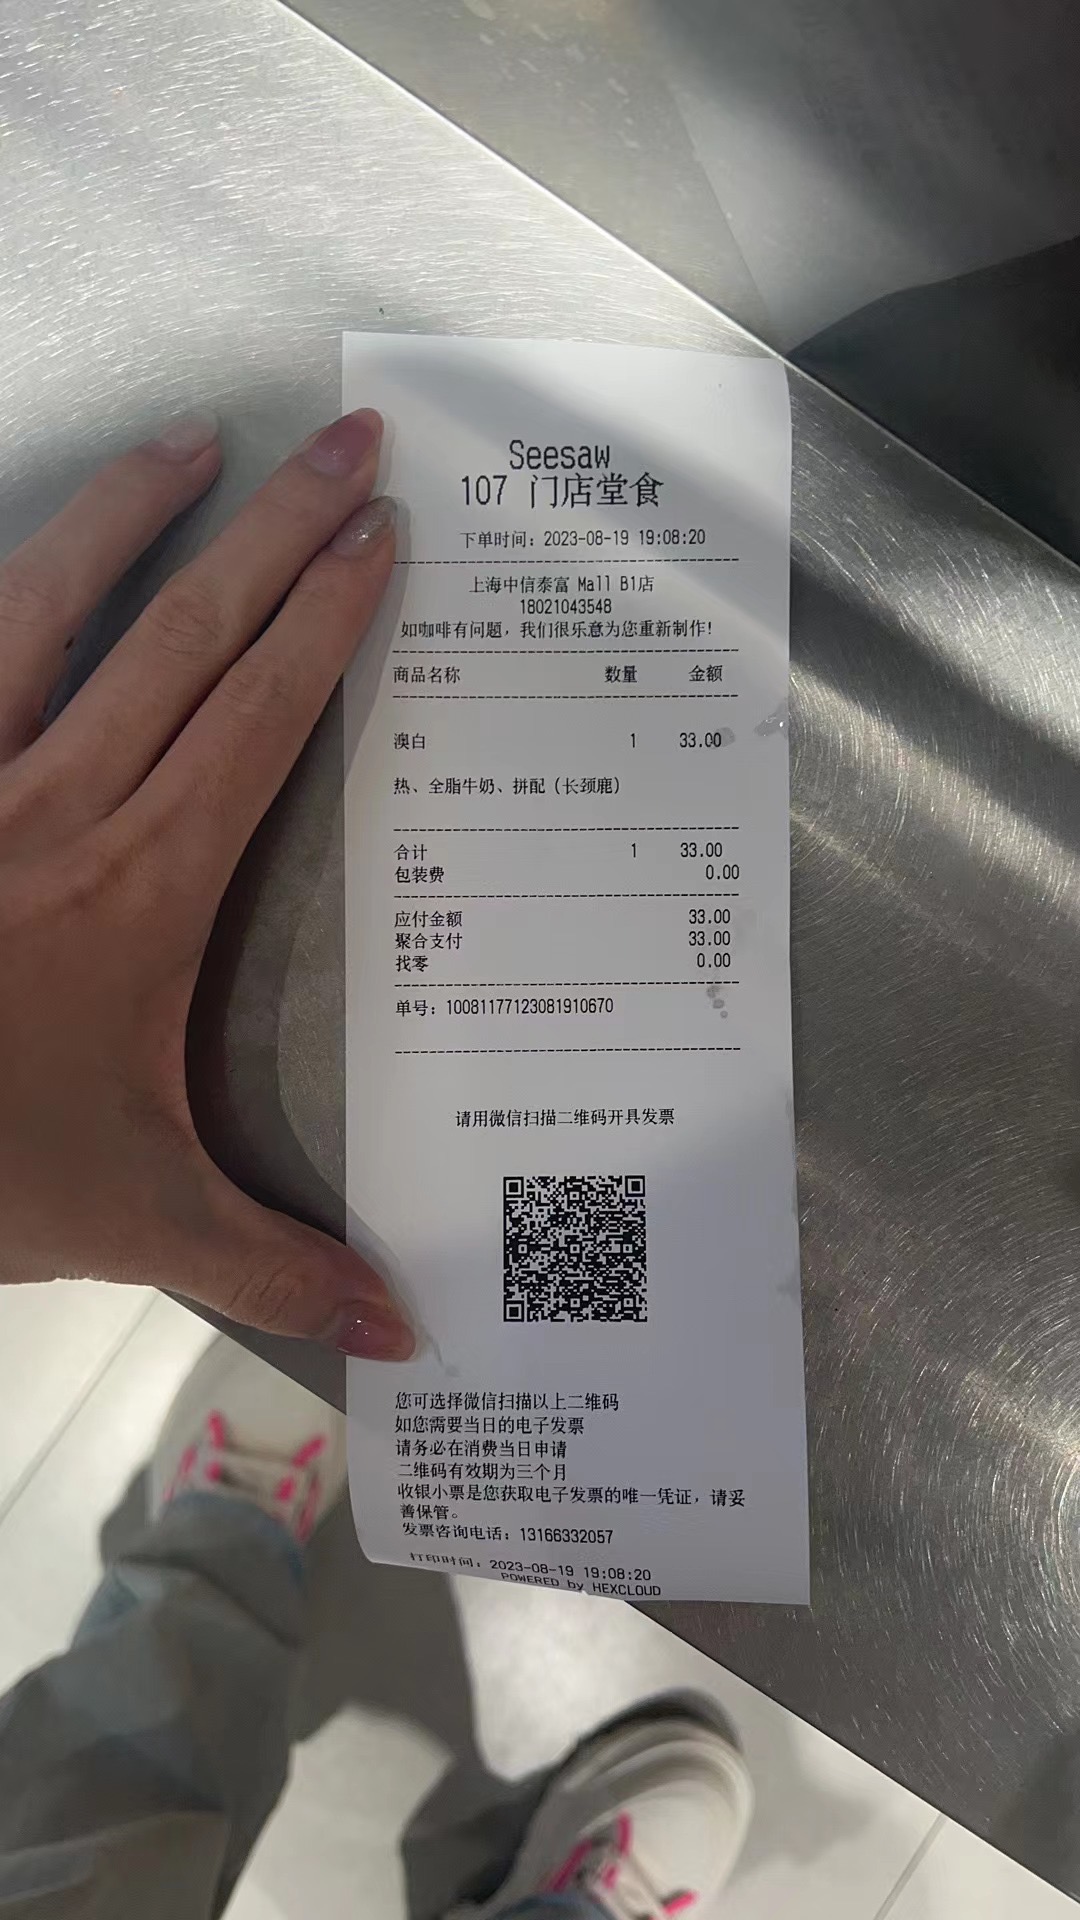 Seesaw
107 门店堂食
下单时间：2023-08-19 19:08:20
上海中信泰富 Mall B1店
18021043548
如咖啡有问题，我们很乐意为您重新制作！
商品名称 数量 金额
澳白 1 33.00
热、全脂牛奶、拼配（长颈鹿）
合计 1 33.00
包装费 0.00
应付金额 33.00
聚合支付 33.00
找零 0.00
单号：10081177123081910670
请用微信扫描二维码开具发票
您可选择微信扫描以上二维码
如您需要当日的电子发票
请务必在消费当日申请
二维码有效期为三个月
收银小票是您获取电子发票的唯一凭证，请妥
善保管。
发票咨询电话：13166332057
打印时间：2023-08-19 19:08:20
POWERED by HEXCLOUD